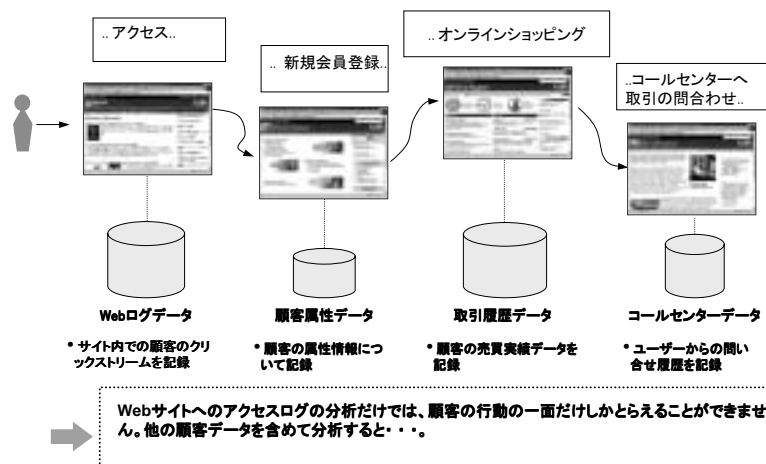 .. アクセス..
.. 新規会員登録..
.. オンラインショッピング
..コールセンターへ
取引の問合わせ..
Webログデータ
• サイト内での顧客のクリ
ックストリームを記録
顧客属性データ
• 顧客の属性情報につ
いて記録
取引履歴データ
• 顧客の売買実績データを
記録
コールセンターデータ
• ユーザーからの問い
合せ履歴を記録
Webサイトへのアクセスログの分析だけでは、顧客の行動の一面だけしかとらえることができませ
ん。他の顧客データを含めて分析すると・・・。